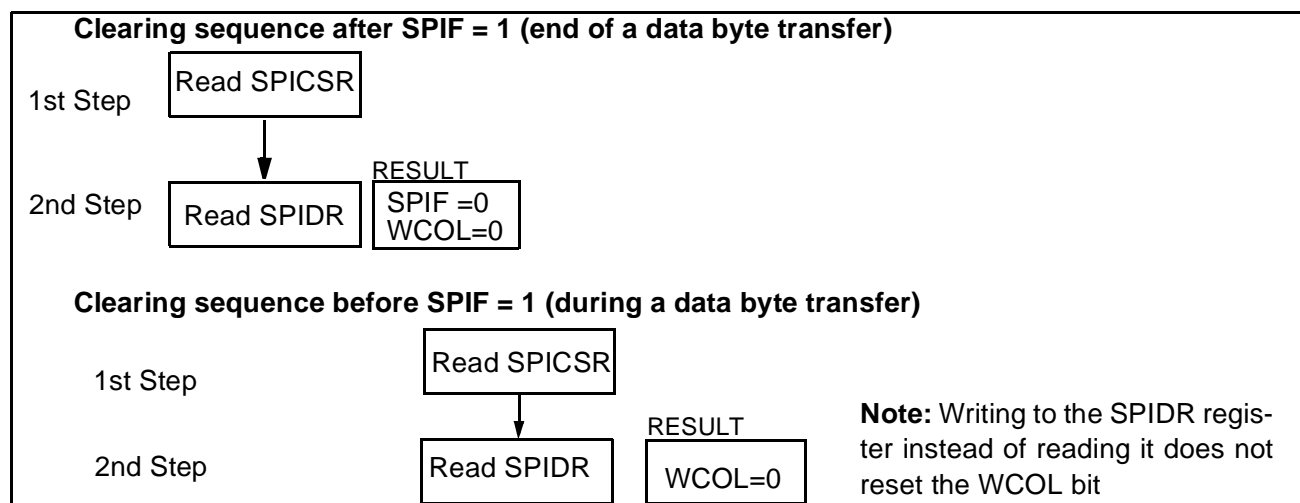 Clearing sequence after SPIF = 1 (end of a data byte transfer)
1st Step
Read SPICSR
2nd Step
Read SPIDR
RESULT
SPIF =0
WCOL=0
Clearing sequence before SPIF = 1 (during a data byte transfer)
1st Step
Read SPICSR
2nd Step
Read SPIDR
RESULT
WCOL=0
Note: Writing to the SPIDR regis-
ter instead of reading it does not
reset the WCOL bit